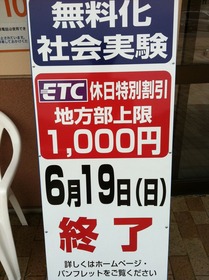 10
無料化
社会実験
ETC 休日特別割引
地方部上限
1,000円
6月19日(日)
終了
詳しくはホームページ・
パンフレットをご覧ください